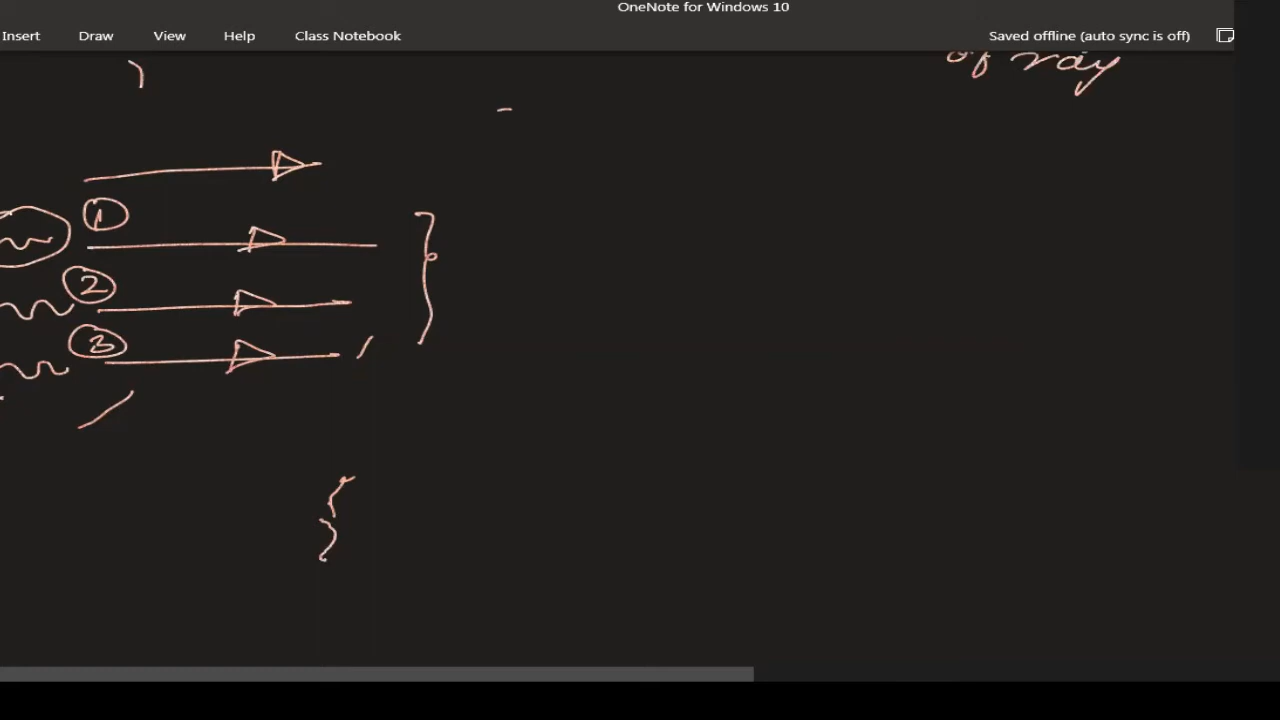 OneNote for Windows 10
Insert Draw View Help Class Notebook Saved offline (auto sync is off)
of ray
1
2
3